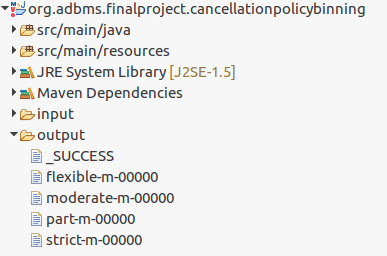 org.adbms.finalproject.cancellationpolicybinning
src/main/java
src/main/resources
JRE System Library [J2SE-1.5]
Maven Dependencies
input
output
_SUCCESS
flexible-m-00000
moderate-m-00000
part-m-00000
strict-m-00000